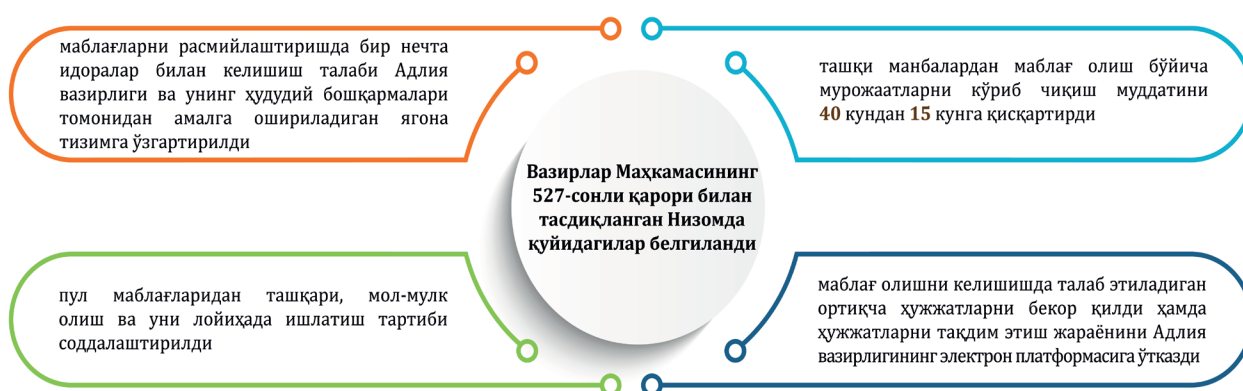 маблағларни расмийлаштиришда бир нечта
идоралар билан келишиш талаби Адлия
вазирлиги ва унинг ҳудудий бошқармалари
томонидан амалга ошириладиган ягона
тизимга ўзгартирилди
ташқи манбалардан маблағ олиш бўйича
мурожаатларни кўриб чиқиш муддатини
40 кундан 15 кунга қисқартирди
Вазирлар Маҳкамасининг
527-сонли қарори билан
тасдиқланган Низомда
қуйидагилар белгиланди
пул маблағларидан ташқари, мол-мулк
олиш ва уни лойиҳада ишлатиш тартиби
соддалаштирилди
маблағ олишни келишишда талаб этиладиган
ортиқча ҳужжатларни бекор қилди ҳамда
ҳужжатларни тақдим этиш жараёнини Адлия
вазирлигининг электрон платформасига ўтказди